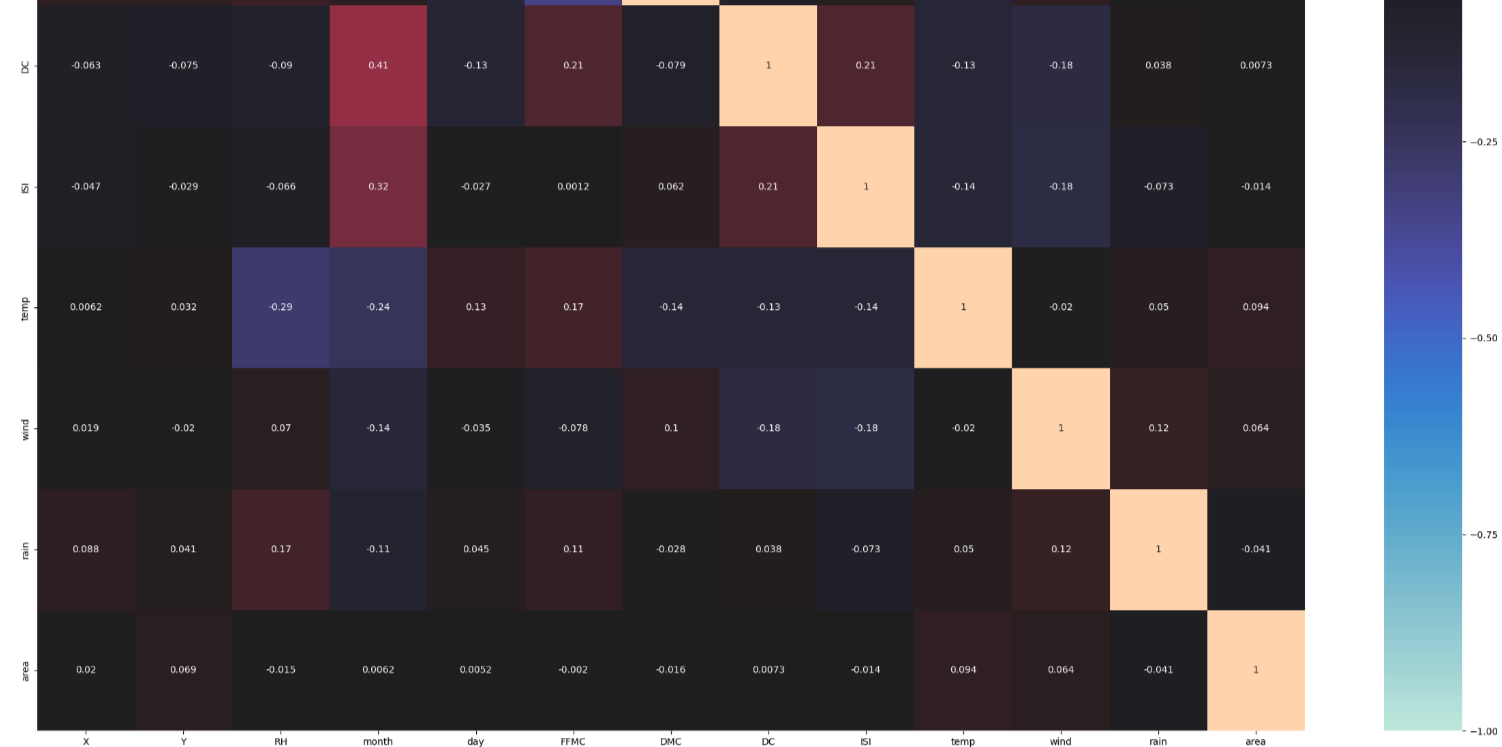 DC -0.063 -0.075 -0.09 0.41 -0.13 0.21 -0.079 1 0.21 -0.13 -0.18 0.038 0.0073
−0.25
ISI -0.047 -0.029 -0.066 0.32 -0.027 0.0012 0.062 0.21 1 -0.14 -0.18 -0.073 -0.014
temp 0.0062 0.032 -0.29 -0.24 0.13 0.17 -0.14 -0.13 -0.14 1 -0.02 0.05 0.094
−0.50
wind 0.019 -0.02 0.07 -0.14 -0.035 -0.078 0.1 -0.18 -0.18 -0.02 1 0.12 0.064
−0.75
rain 0.088 0.041 0.17 -0.11 0.045 0.11 -0.028 0.038 -0.073 0.05 0.12 1 -0.041
area 0.02 0.069 -0.015 0.0062 0.0052 -0.002 -0.016 0.0073 -0.014 0.094 0.064 -0.041 1
−1.00
X Y RH month day FFMC DMC DC ISI temp wind rain area